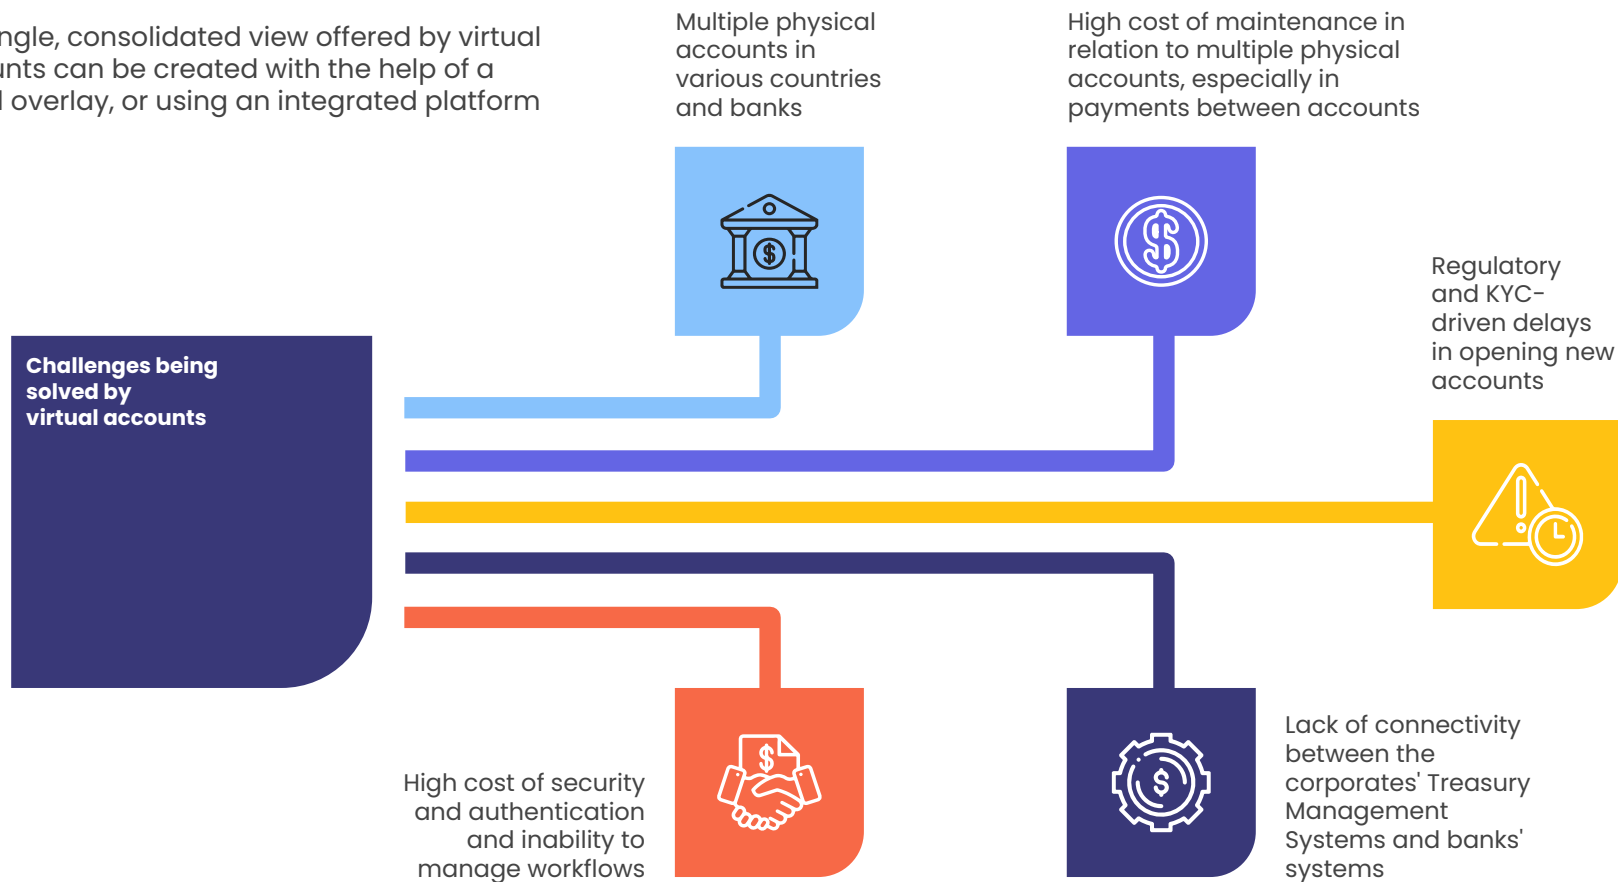 ngle, consolidated view offered by virtual
unts can be created with the help of a
overlay, or using an integrated platform
Multiple physical
accounts in
various countries
and banks
High cost of maintenance in
relation to multiple physical
accounts, especially in
payments between accounts
Regulatory
and KYC-
driven delays
in opening new
accounts
Challenges being
solved by
virtual accounts
High cost of security
and authentication
and inability to
manage workflows
Lack of connectivity
between the
corporates' Treasury
Management
Systems and banks'
systems